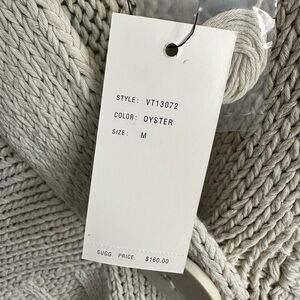 STYLE: VT13072
COLOR: OYSTER
SIZE: M
SUGG. PRICE. $160.00